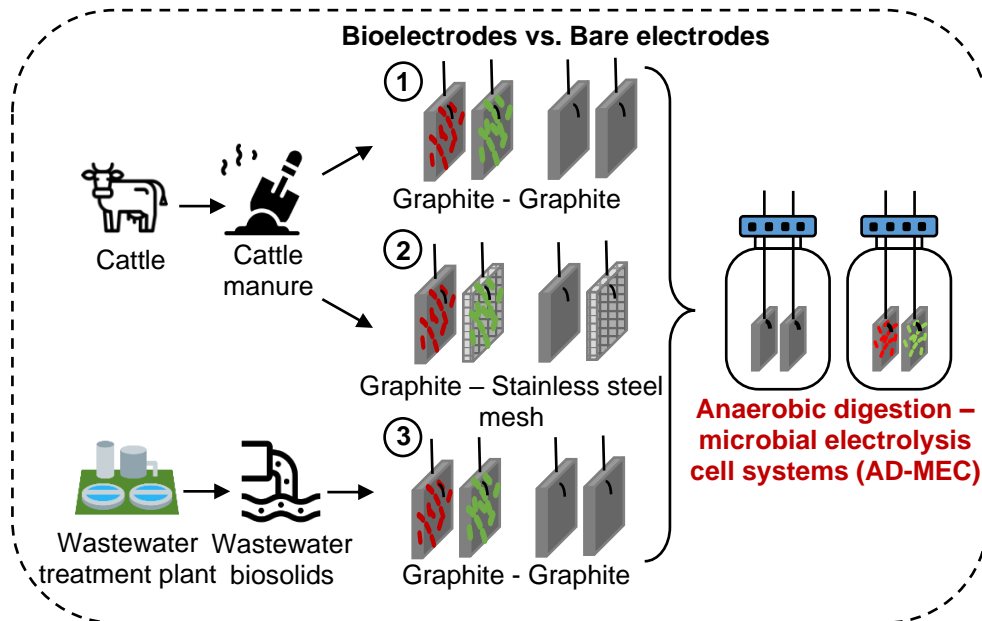 Bioelectrodes vs. Bare electrodes
1
Graphite - Graphite
Cattle
Cattle
manure
2
Graphite – Stainless steel
mesh
3
Graphite - Graphite
Wastewater
treatment plant
Wastewater
biosolids
Anaerobic digestion –
microbial electrolysis
cell systems (AD-MEC)